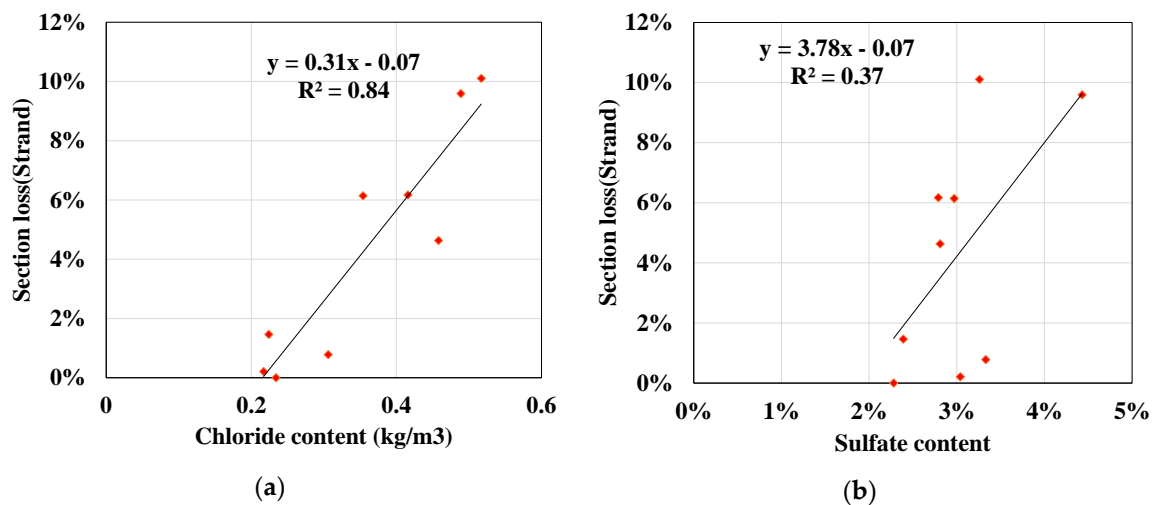 12%
10%
8%
6%
4%
2%
0%
Section loss(Strand)
y = 0.31x - 0.07
R² = 0.84
0
0.2
0.4
0.6
Chloride content (kg/m3)
(a)
12%
10%
8%
6%
4%
2%
0%
Section loss(Strand)
y = 3.78x - 0.07
R² = 0.37
0%
1%
2%
3%
4%
5%
Sulfate content
(b)